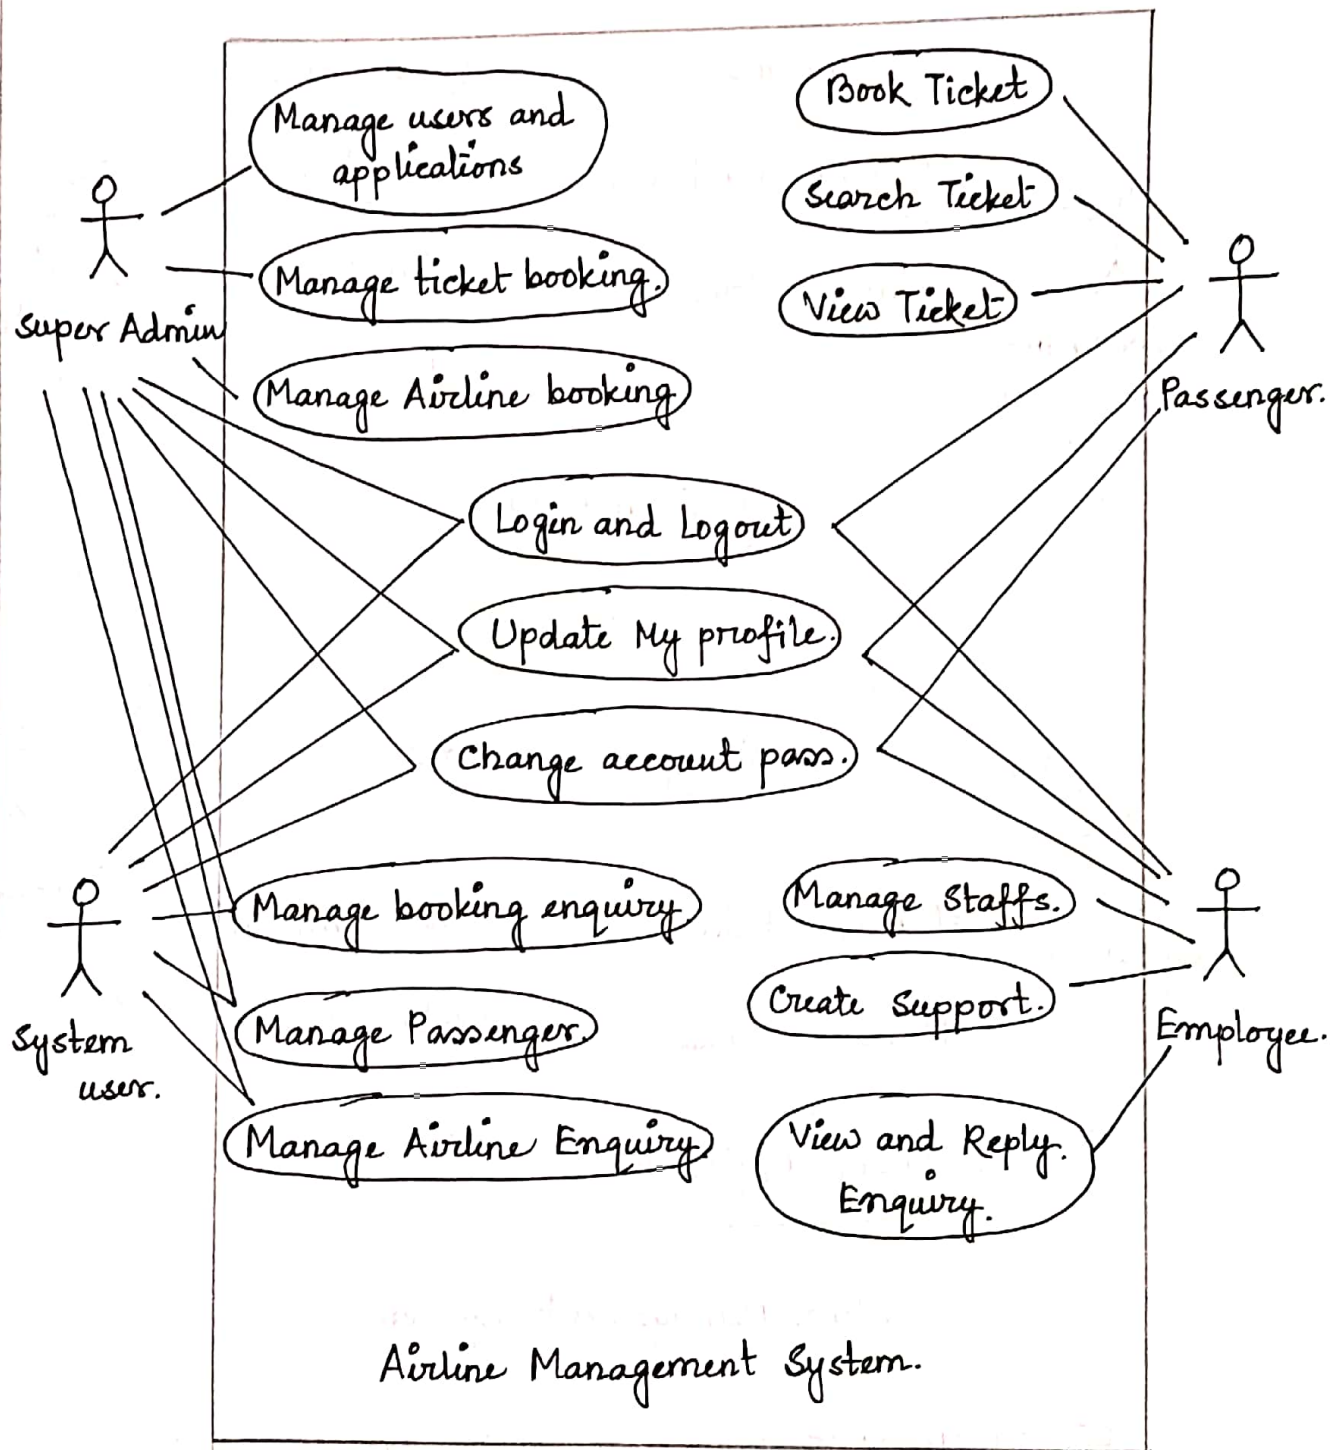 Manage users and
applications
Book Ticket
Search Ticket
Super Admin
Manage ticket booking.
View Ticket
Passenger.
Manage Airline booking
Login and Logout
Update My profile.
Change account pass.
System
user.
Manage booking enquiry.
Manage Staffs.
Manage Passenger.
Create Support.
Employee.
Manage Airline Enquiry.
View and Reply.
Enquiry.
Airline Management System.